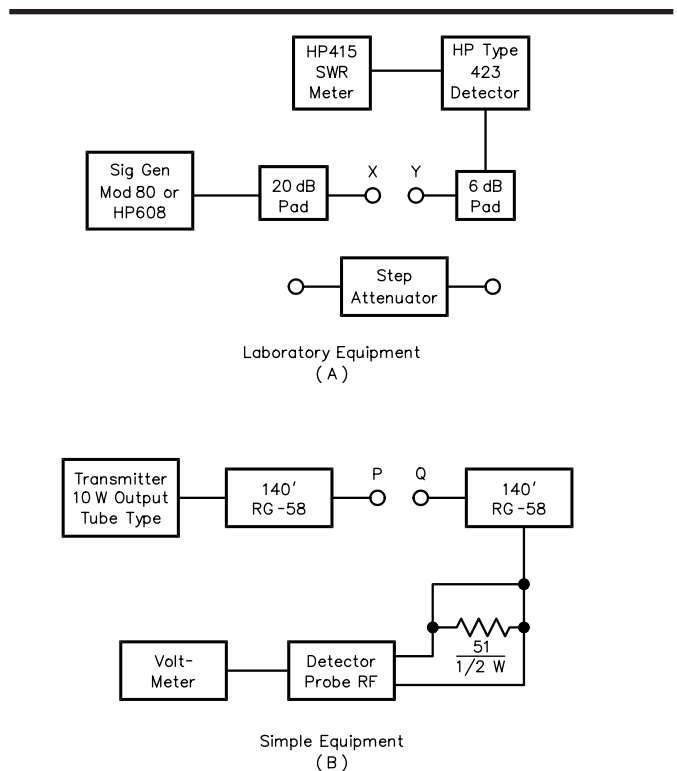 HP415
SWR
Meter
HP Type
423
Detector
Sig Gen
Mod 80 or
HP608
20 dB
Pad
X
Y
6 dB
Pad
Step
Attenuator
Laboratory Equipment
(A)
Transmitter
10 W Output
Tube Type
140'
RG-58
P
Q
140'
RG-58
51
1/2 W
Volt-
Meter
Detector
Probe RF
Simple Equipment
(B)